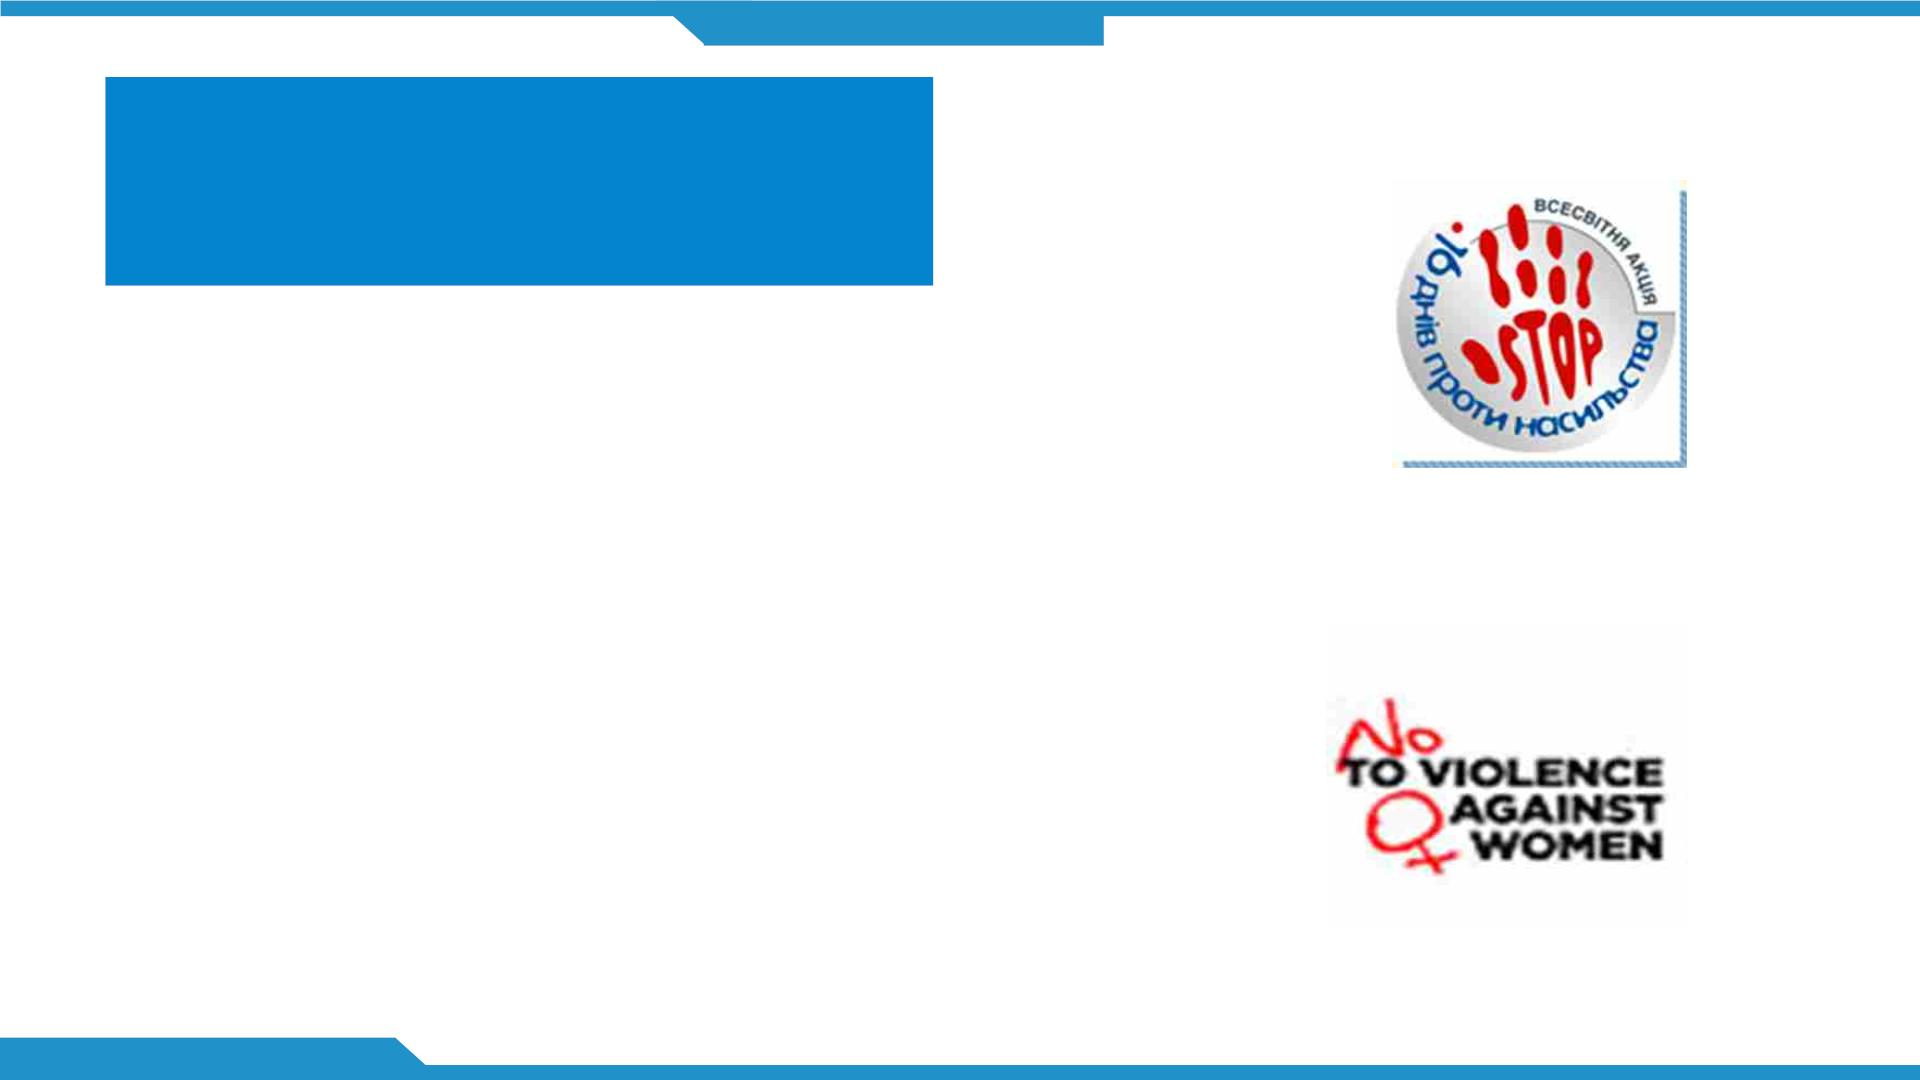 ВСЕСВІТНЯ АКЦІЯ
16 днів проти насильства
STOP
No
TO VIOLENCE
AGAINST
WOMEN